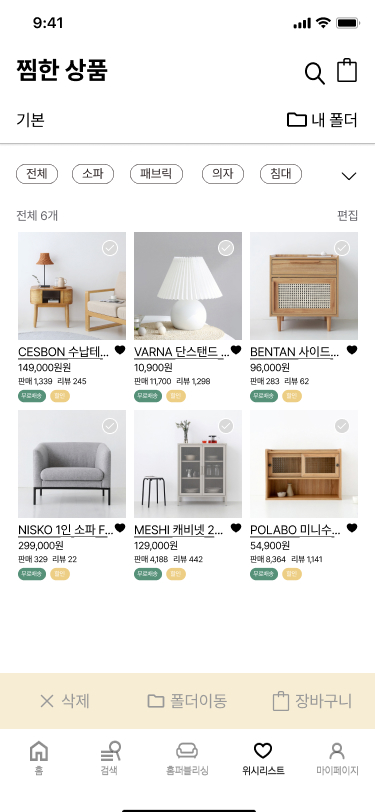 9:41
찜한 상품
기본 내 폴더
전체 소파 패브릭 의자 침대
전체 6개 편집
CESBON 수납테... VARNA 단스탠드 ... BENTAN 사이드...
149,000원원 10,900원 96,000원
판매 1,339 리뷰 245 판매 11,700 리뷰 1,298 판매 283 리뷰 62
무료배송 할인 무료배송 할인 무료배송 할인
NISKO 1인 소파 F... MESHI 캐비넷 2... POLABO 미니수...
299,000원 129,000원 54,900원
판매 329 리뷰 22 판매 4,188 리뷰 442 판매 8,364 리뷰 1,141
무료배송 할인 무료배송 할인 무료배송 할인
삭제 폴더이동 장바구니
홈 검색 홈퍼블리싱 위시리스트 마이페이지